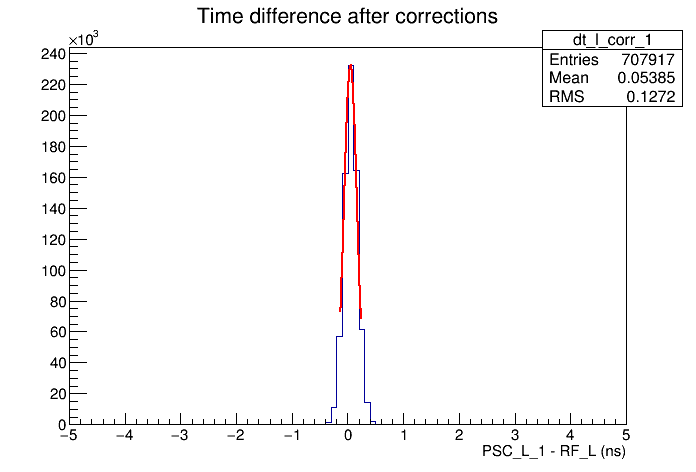 Time difference after corrections
×10³
dt_l_corr_1
Entries 707917
Mean 0.05385
RMS 0.1272
240
220
200
180
160
140
120
100
80
60
40
20
0
−5 −4 −3 −2 −1 0 1 2 3 4 5
PSC_L_1 - RF_L (ns)